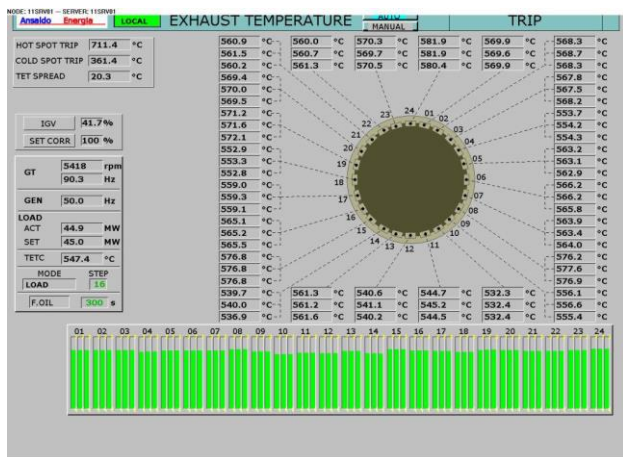 NODE: 11SRV01 -- SERVER: 11SRV01
Ansaldo Energia LOCAL EXHAUST TEMPERATURE AUTO MANUAL TRIP
HOT SPOT TRIP 711.4 °C
COLD SPOT TRIP 361.4 °C
TET SPREAD 20.3 °C
560.9 °C 560.0 °C 570.3 °C 581.9 °C 569.9 °C 568.3 °C
561.5 °C 560.7 °C 569.7 °C 581.9 °C 569.6 °C 568.7 °C
560.2 °C 561.3 °C 570.5 °C 580.4 °C 569.9 °C 568.3 °C
569.4 °C 567.8 °C
570.0 °C 567.5 °C
569.5 °C 568.2 °C
571.2 °C 553.7 °C
571.6 °C 554.2 °C
572.1 °C 554.3 °C
552.9 °C 563.2 °C
553.3 °C 563.1 °C
552.8 °C 562.9 °C
559.0 °C 566.2 °C
559.3 °C 566.2 °C
559.1 °C 565.8 °C
565.1 °C 563.9 °C
565.2 °C 563.4 °C
565.5 °C 564.0 °C
576.8 °C 576.2 °C
576.8 °C 577.6 °C
576.8 °C 576.9 °C
539.7 °C 561.3 °C 540.6 °C 544.7 °C 532.3 °C 556.1 °C
540.0 °C 561.2 °C 541.1 °C 545.2 °C 532.4 °C 556.6 °C
536.9 °C 561.6 °C 540.2 °C 544.5 °C 532.4 °C 555.4 °C
24 01 02 03 04 05 06 07 08 09 10 11 12 13 14 15 16 17 18 19 20 21 22 23
IGV 41.7 %
SET CORR 100 %
GT 5418 rpm
90.3 Hz
GEN 50.0 Hz
LOAD
ACT 44.9 MW
SET 45.0 MW
TETC 547.4 °C
MODE STEP
LOAD 16
F.OIL 300 s
01 02 03 04 05 06 07 08 09 10 11 12 13 14 15 16 17 18 19 20 21 22 23 24